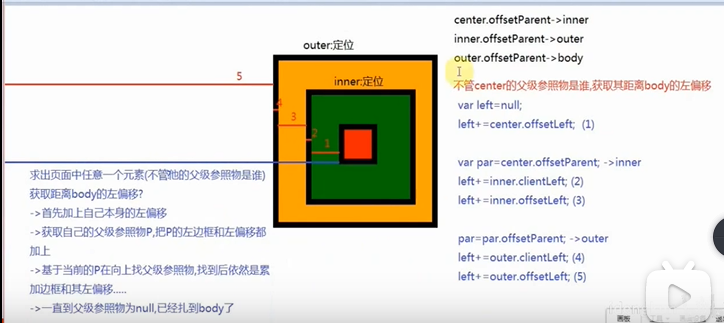 center.offsetParent->inner
inner.offsetParent->outer
outer.offsetParent->body
不管center的父级参照物是谁,获取其距离body的左偏移
var left=null;
left+=center.offsetLeft; (1)
var par=center.offsetParent; ->inner
left+=inner.clientLeft; (2)
left+=inner.offsetLeft; (3)
par=par.offsetParent; ->outer
left+=outer.clientLeft; (4)
left+=outer.offsetLeft; (5)
outer:定位
inner:定位
5
4
3
2
1
求出页面中任意一个元素(不管他的父级参照物是谁)
获取距离body的左偏移?
->首先加上自己本身的左偏移
->获取自己的父级参照物P,把P的左边框和左偏移都
加上
->基于当前的P在向上找父级参照物,找到后依然是累
加边框和其左偏移.....
->一直到父级参照物为null,已经扎到body了
画板